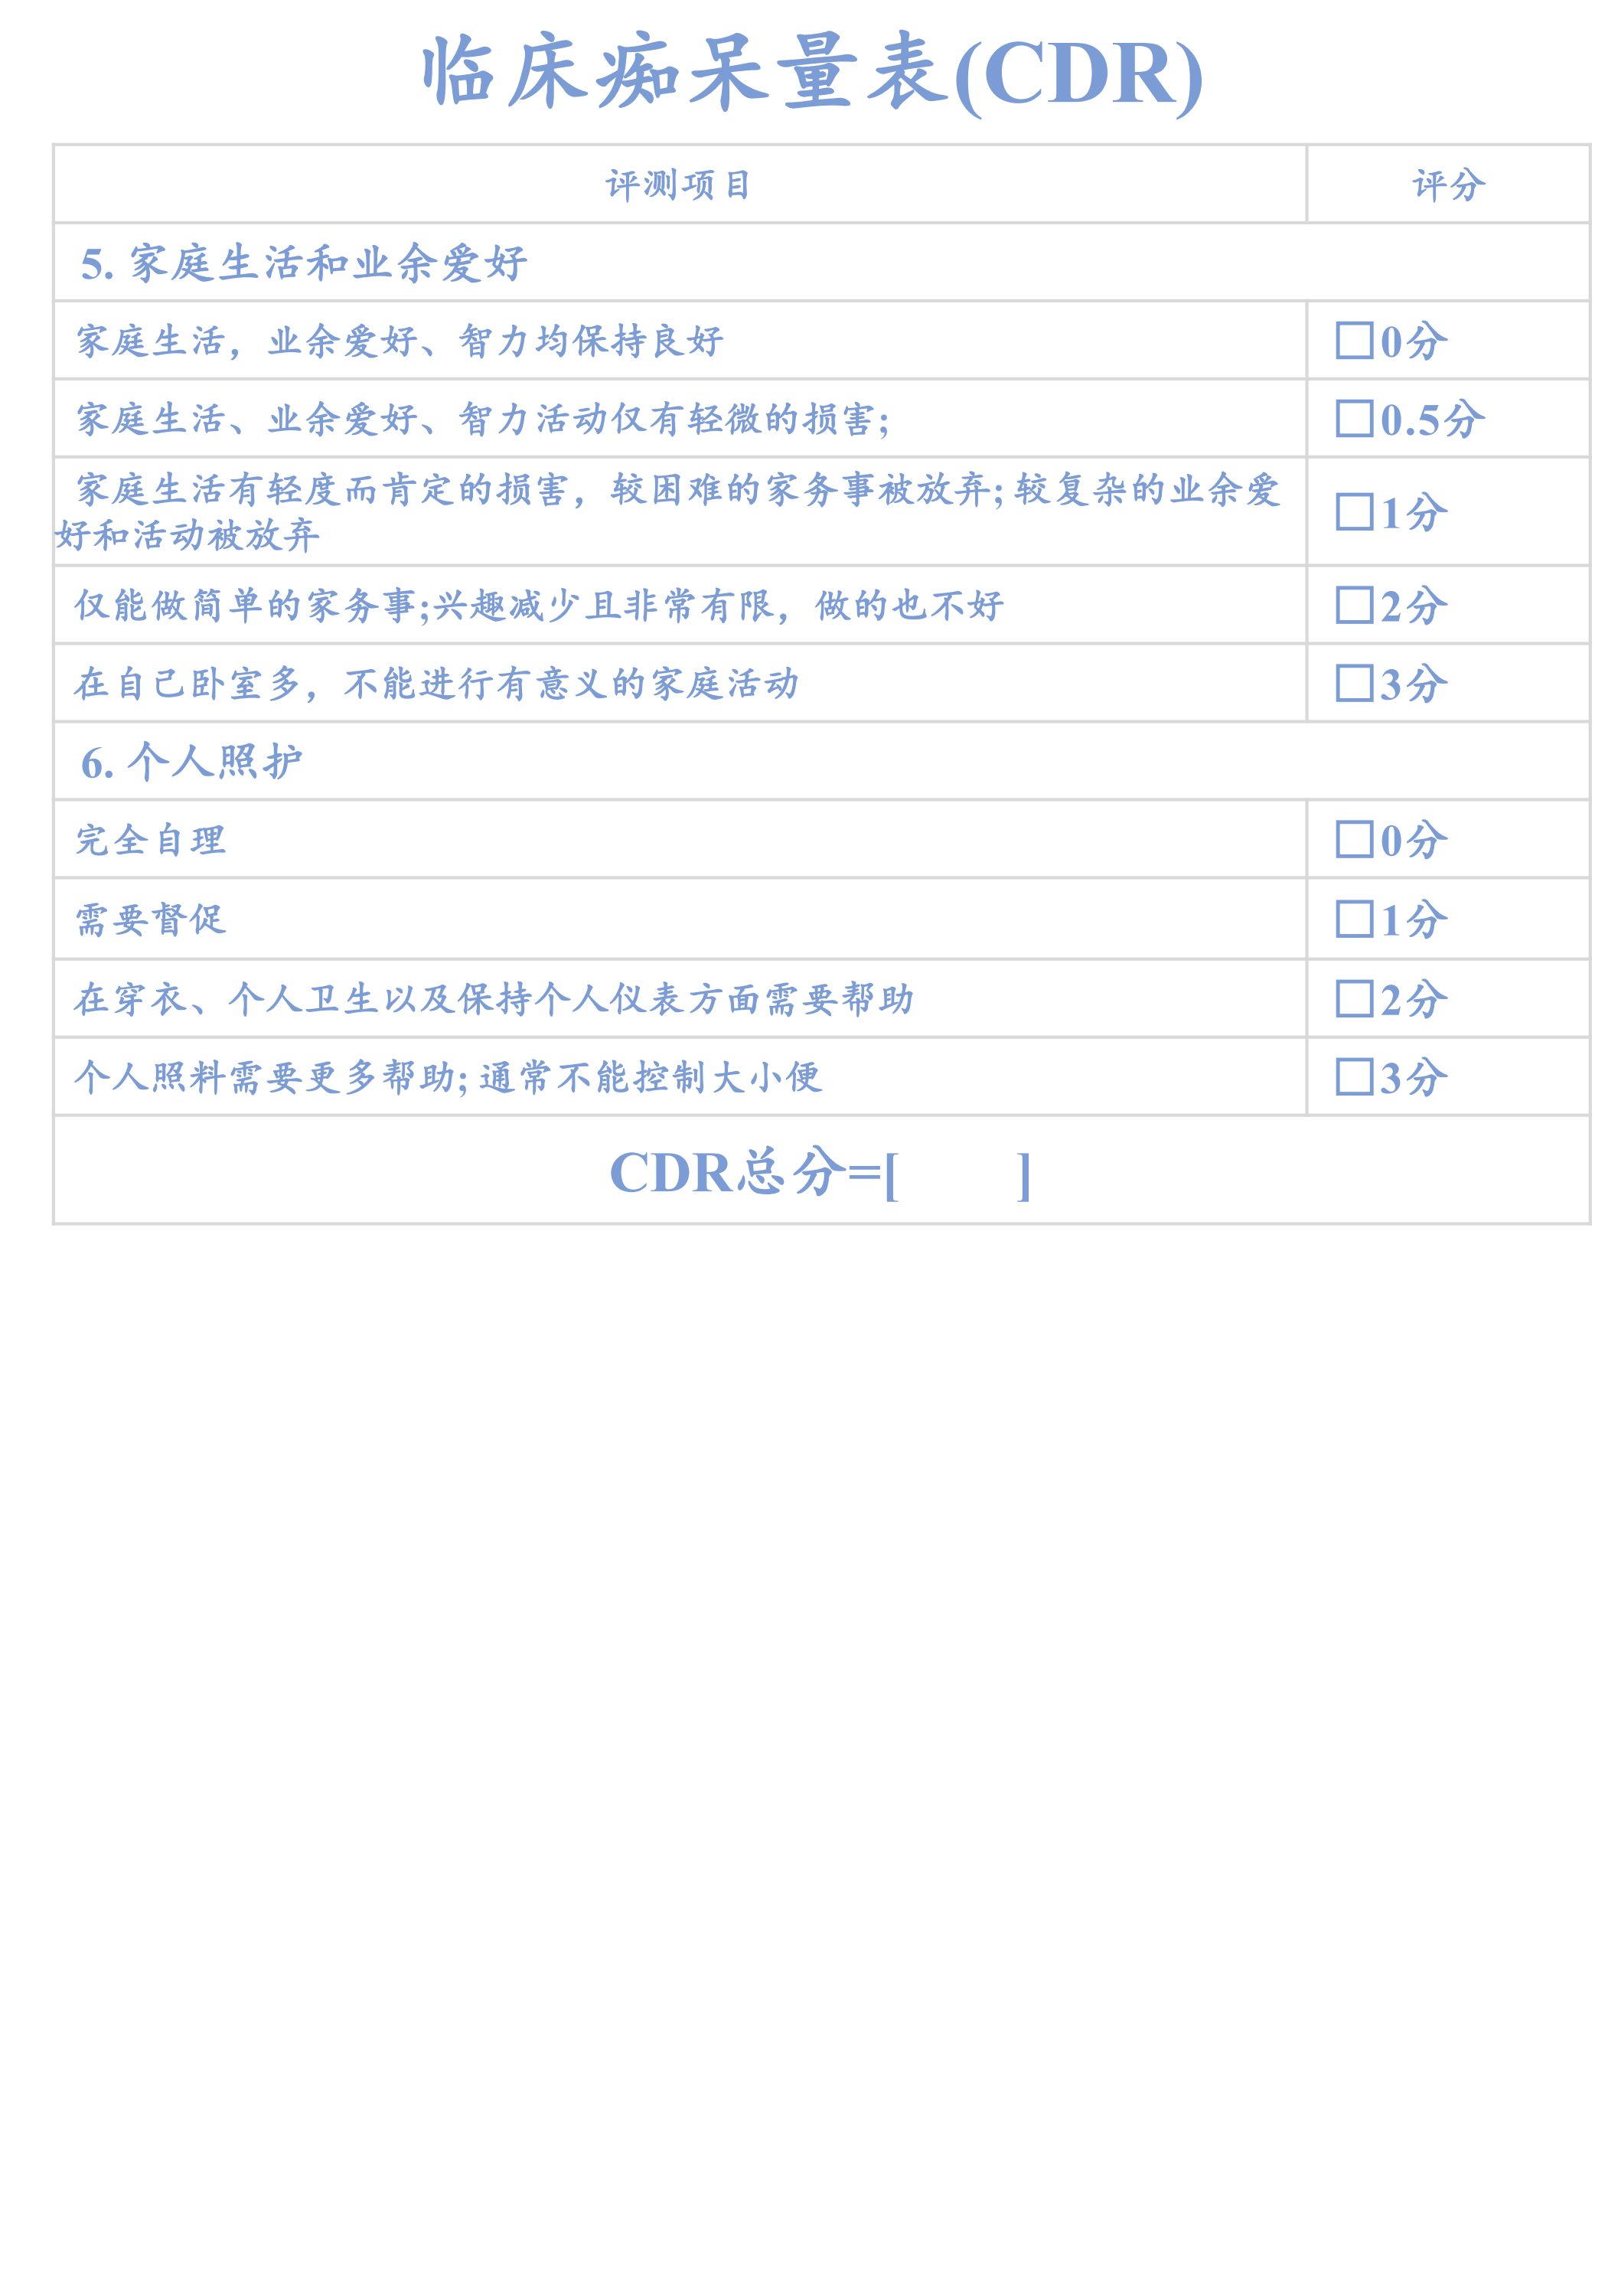 临床痴呆量表(CDR)
评测项目 评分
5. 家庭生活和业余爱好
家庭生活，业余爱好、智力均保持良好 □0分
家庭生活、业余爱好、智力活动仅有轻微的损害; □0.5分
家庭生活有轻度而肯定的损害，较困难的家务事被放弃;较复杂的业余爱
好和活动被放弃 □1分
仅能做简单的家务事;兴趣减少且非常有限，做的也不好 □2分
在自己卧室多，不能进行有意义的家庭活动 □3分
6. 个人照护
完全自理 □0分
需要督促 □1分
在穿衣、个人卫生以及保持个人仪表方面需要帮助 □2分
个人照料需要更多帮助;通常不能控制大小便 □3分
CDR总分=[ ]